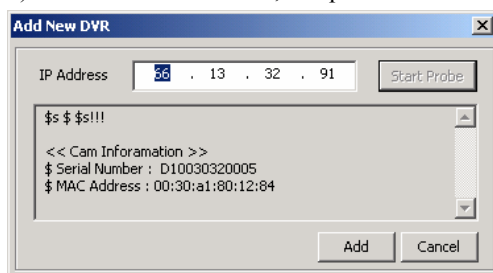 Add New DVR
IP Address 66 . 13 . 32 . 91 Start Probe
$s $ $s!!!
<< Cam Inforamation >>
$ Serial Number : D10030320005
$ MAC Address : 00:30:a1:80:12:84
Add Cancel